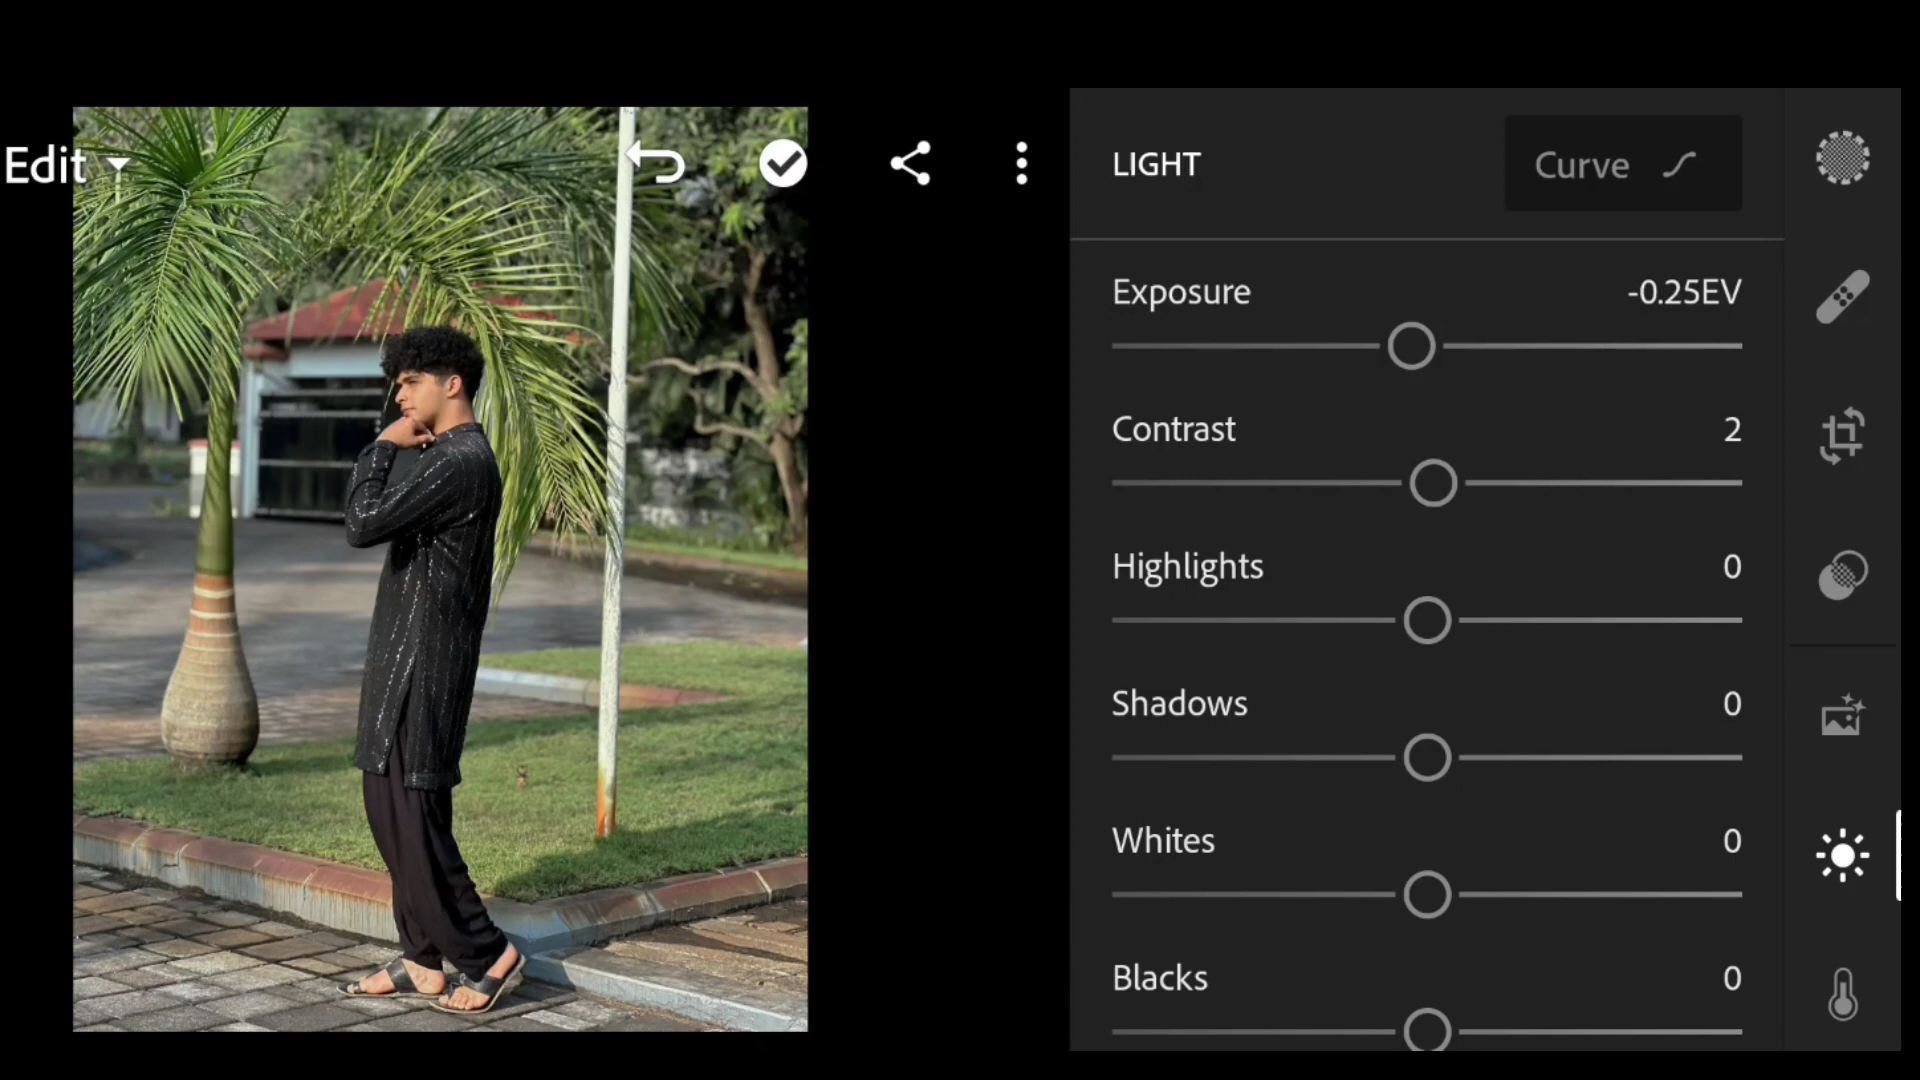 Edit
LIGHT
Curve
Exposure -0.25EV
Contrast 2
Highlights 0
Shadows 0
Whites 0
Blacks 0